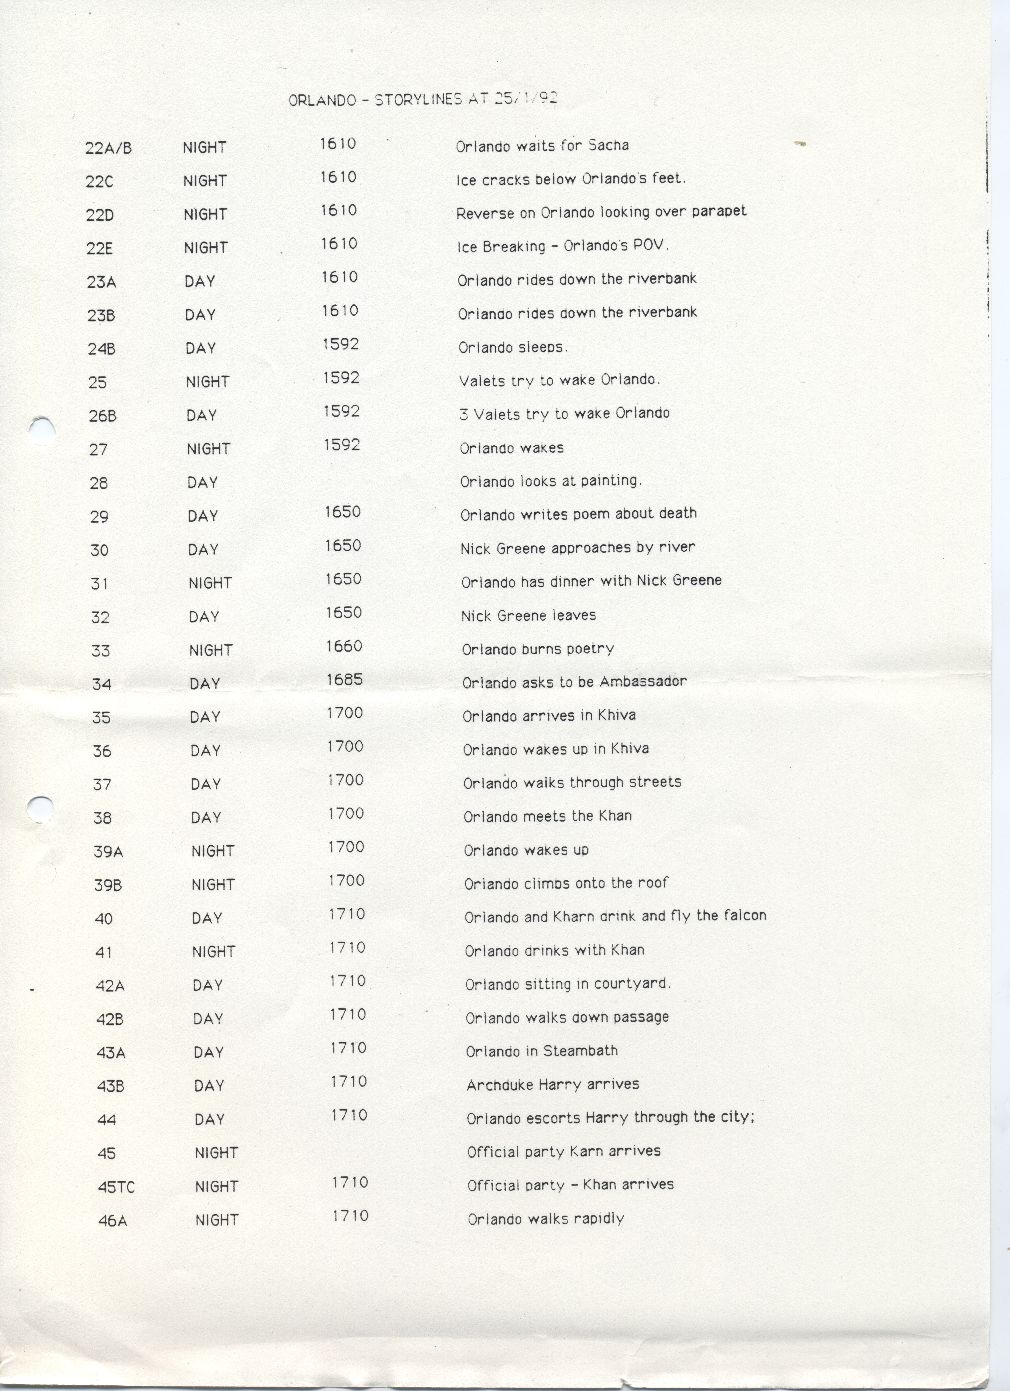 ORLANDO - STORYLINES AT 25/1/92
22A/B NIGHT 1610 Orlando waits for Sacha
22C NIGHT 1610 Ice cracks below Orlando's feet.
22D NIGHT 1610 Reverse on Orlando looking over parapet
22E NIGHT 1610 Ice Breaking - Orlando's POV.
23A DAY 1610 Orlando rides down the riverbank
23B DAY 1610 Orlando rides down the riverbank
24B DAY 1592 Orlando sleeps.
25 NIGHT 1592 Valets try to wake Orlando.
26B DAY 1592 3 Valets try to wake Orlando
27 NIGHT 1592 Orlando wakes
28 DAY Orlando looks at painting.
29 DAY 1650 Orlando writes poem about death
30 DAY 1650 Nick Greene approaches by river
31 NIGHT 1650 Orlando has dinner with Nick Greene
32 DAY 1650 Nick Greene leaves
33 NIGHT 1660 Orlando burns poetry
34 DAY 1685 Orlando asks to be Ambassador
35 DAY 1700 Orlando arrives in Khiva
36 DAY 1700 Orlando wakes up in Khiva
37 DAY 1700 Orlando walks through streets
38 DAY 1700 Orlando meets the Khan
39A NIGHT 1700 Orlando wakes up
39B NIGHT 1700 Orlando climbs onto the roof
40 DAY 1710 Orlando and Kharn drink and fly the falcon
41 NIGHT 1710 Orlando drinks with Khan
42A DAY 1710 Orlando sitting in courtyard.
42B DAY 1710 Orlando walks down passage
43A DAY 1710 Orlando in Steambath
43B DAY 1710 Archduke Harry arrives
44 DAY 1710 Orlando escorts Harry through the city;
45 NIGHT Official party Karn arrives
45TC NIGHT 1710 Official party - Khan arrives
46A NIGHT 1710 Orlando walks rapidly